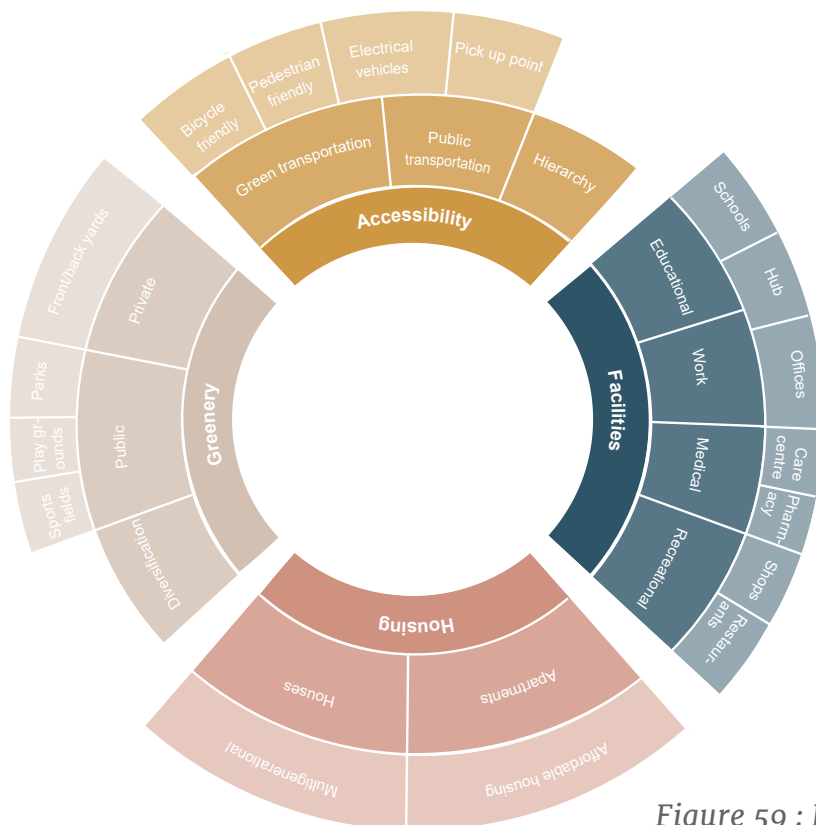 Bicycle
friendly
Pedestrian
friendly
Electrical
vehicles
Pick up point
Green transportation
Public
transportation
Hierarchy
Accessibility
Schools
Hub
Offices
Care
centre
Pharm-
acy
Shops
Restaur-
ants
Educational
Work
Medical
Recreational
Facilities
Front/back yards
Parks
Play gr-
ounds
Sports
fields
Private
Public
Diversification
Greenery
Housing
Houses
Apartments
Multigenerational
Affordable housing
Figure 59 :